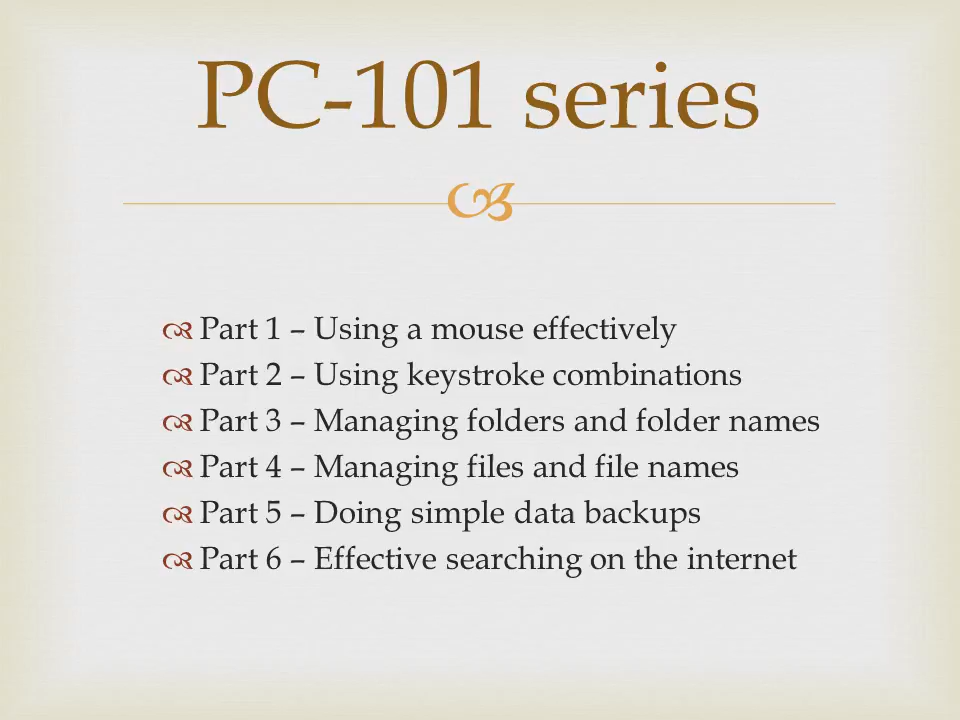 PC-101 series
Part 1 – Using a mouse effectively
Part 2 – Using keystroke combinations
Part 3 – Managing folders and folder names
Part 4 – Managing files and file names
Part 5 – Doing simple data backups
Part 6 – Effective searching on the internet